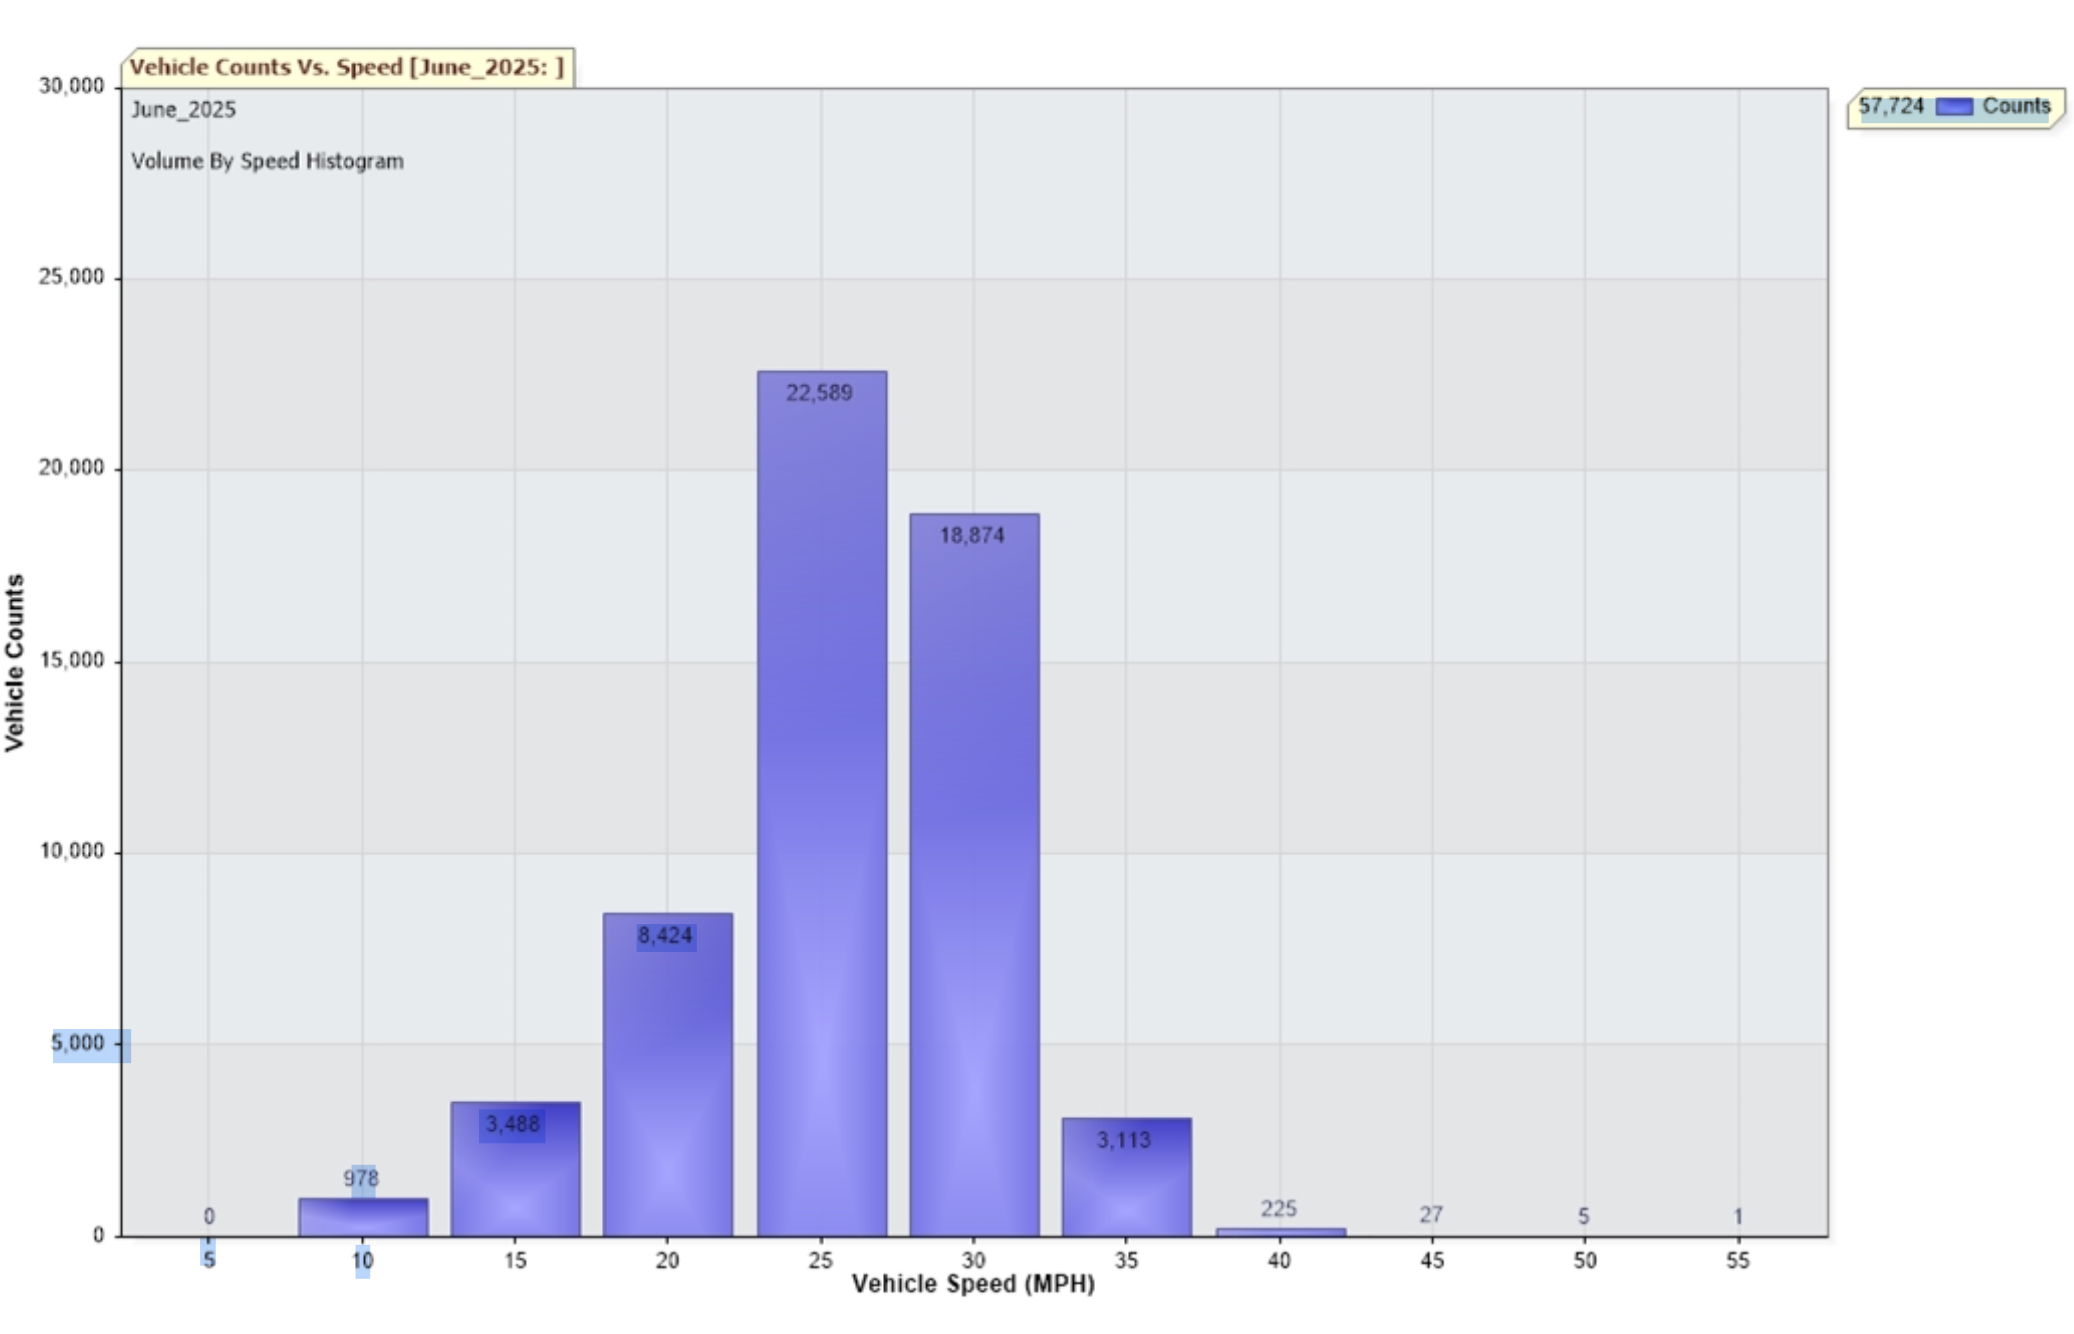 Vehicle Counts Vs. Speed [June_2025: ]
30,000
June_2025
57,724 Counts
Volume By Speed Histogram
25,000
22,589
20,000
18,874
Vehicle Counts
15,000
10,000
8,424
5,000
3,488
3,113
978
225
27
5
1
0
0
5 10 15 20 25 30 35 40 45 50 55
Vehicle Speed (MPH)